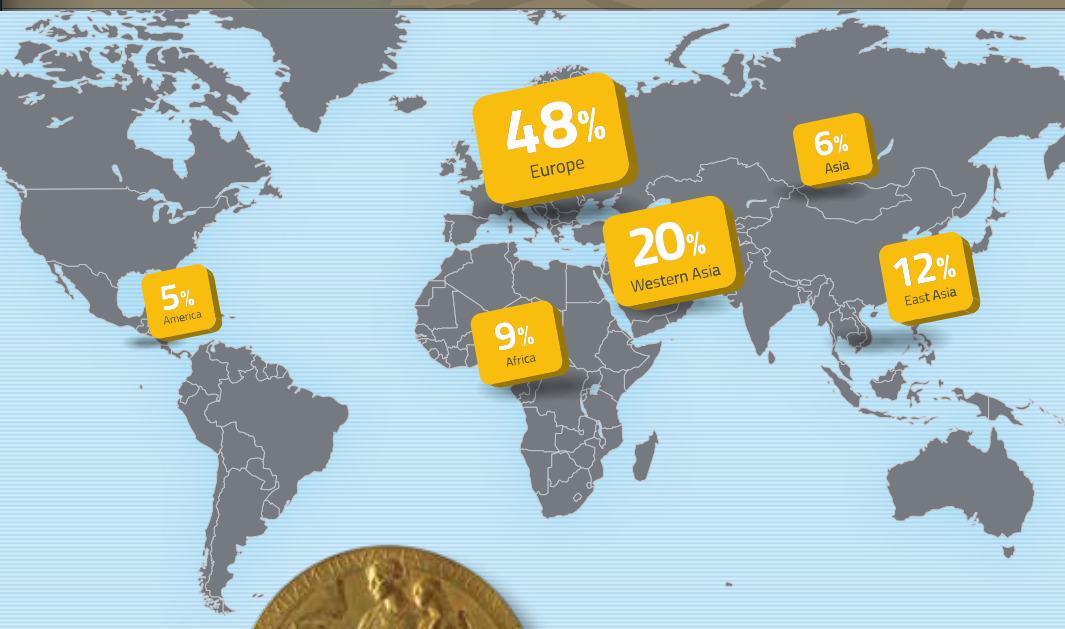 48%
Europe
6%
Asia
20%
Western Asia
12%
East Asia
5%
America
9%
Africa